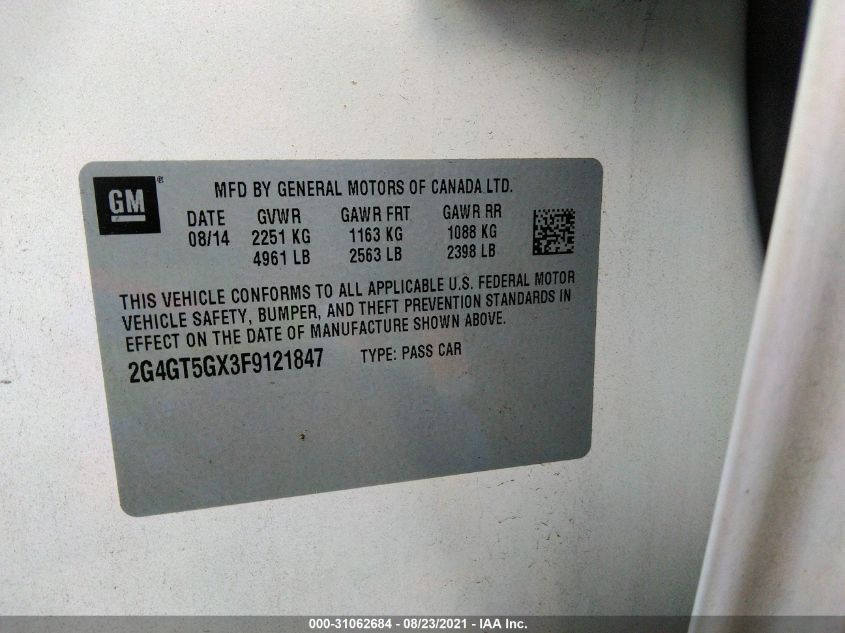 GM ®
MFD BY GENERAL MOTORS OF CANADA LTD.
DATE GVWR GAWR FRT GAWR RR
08/14 2251 KG 1163 KG 1088 KG
4961 LB 2563 LB 2398 LB
THIS VEHICLE CONFORMS TO ALL APPLICABLE U.S. FEDERAL MOTOR
VEHICLE SAFETY, BUMPER, AND THEFT PREVENTION STANDARDS IN
EFFECT ON THE DATE OF MANUFACTURE SHOWN ABOVE.
2G4GT5GX3F9121847 TYPE: PASS CAR
000-31062684 - 08/23/2021 - IAA Inc.